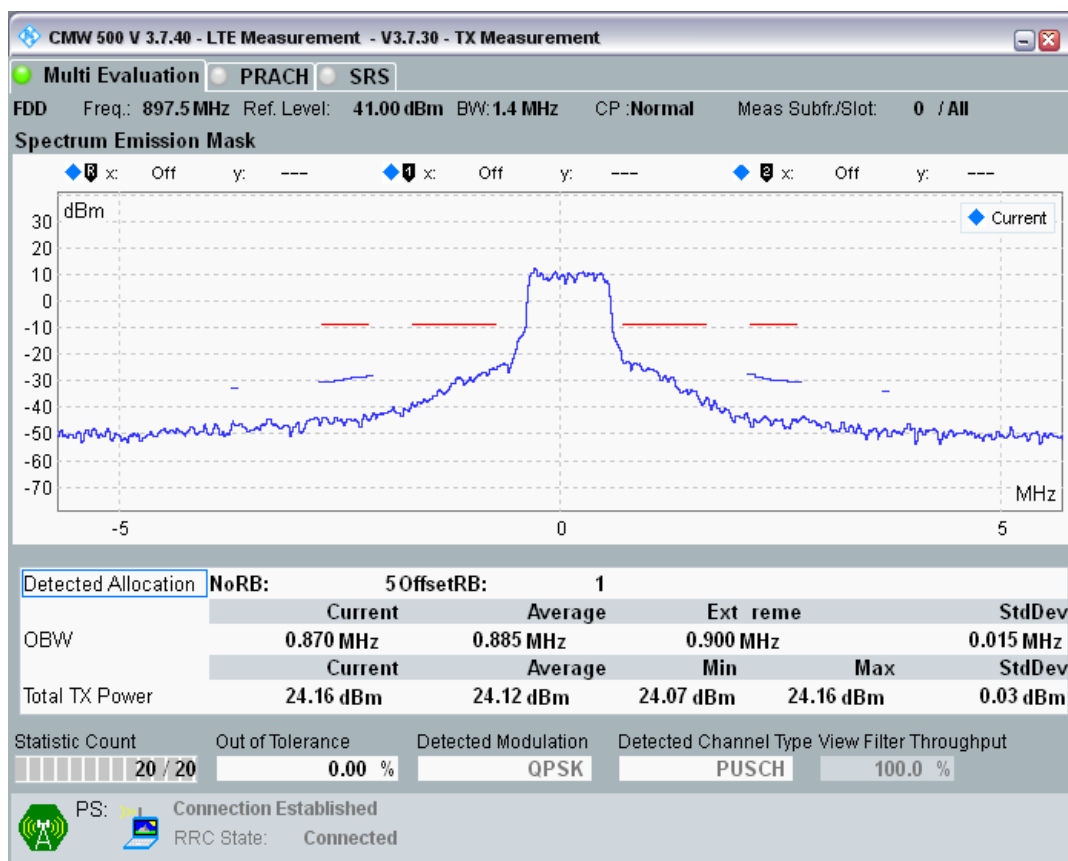 CMW 500 V 3.7.40 - LTE Measurement - V3.7.30 - TX Measurement
Multi Evaluation PRACH SRS
FDD Freq.: 897.5 MHz Ref. Level: 41.00 dBm BW: 1.4 MHz CP :Normal Meas Subfr./Slot: 0 / All
Spectrum Emission Mask
R x: Off y: --- 1 x: Off y: --- 2 x: Off y: ---
dBm
Current
30
20
10
0
-10
-20
-30
-40
-50
-60
-70
MHz
-5 0 5
Detected Allocation NoRB: 5 OffsetRB: 1
Current Average Ext reme StdDev
OBW 0.870 MHz 0.885 MHz 0.900 MHz 0.015 MHz
Current Average Min Max StdDev
Total TX Power 24.16 dBm 24.12 dBm 24.07 dBm 24.16 dBm 0.03 dBm
Statistic Count Out of Tolerance Detected Modulation Detected Channel Type View Filter Throughput
20 / 20 0.00 % QPSK PUSCH 100.0 %
PS: Connection Established
RRC State: Connected